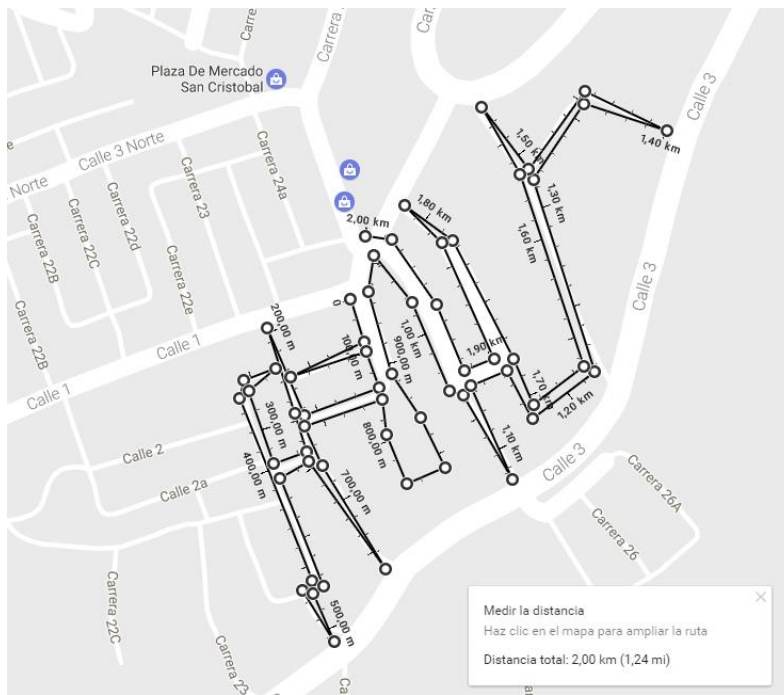 Carrera
Car
Plaza De Mercado
San Cristobal
Calle 3 Norte
Norte
Carrera 24a
Carrera 23
Carrera 22d
Carrera 22C
Carrera 22B
Carrera 22e
Calle 3
1,50 km
1,40 km
1,30 km
1,60 km
1,80 km
2,00 km
Calle 3
0
200,00 m
100,00 m
1,00 km
900,00 m
1,90 km
1,70 km
1,20 km
Calle 1
Calle 1
Carrera 22B
300,00 m
400,00 m
800,00 m
700,00 m
1,10 km
Calle 2
Calle 2a
Calle 3
Carrera 26A
Carrera 26
Carrera 22C
500,00 m
Carrera 23
Medir la distancia
Haz clic en el mapa para ampliar la ruta
Distancia total: 2,00 km (1,24 mi)